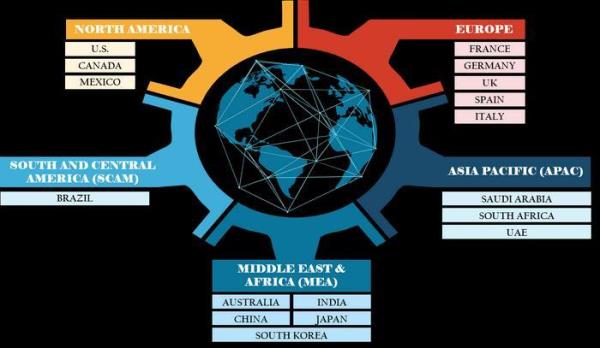 NORTH AMERICA
U.S.
CANADA
MEXICO
EUROPE
FRANCE
GERMANY
UK
SPAIN
ITALY
SOUTH AND CENTRAL
AMERICA (SCAM)
BRAZIL
ASIA PACIFIC (APAC)
SAUDI ARABIA
SOUTH AFRICA
UAE
MIDDLE EAST &
AFRICA (MEA)
AUSTRALIA INDIA
CHINA JAPAN
SOUTH KOREA